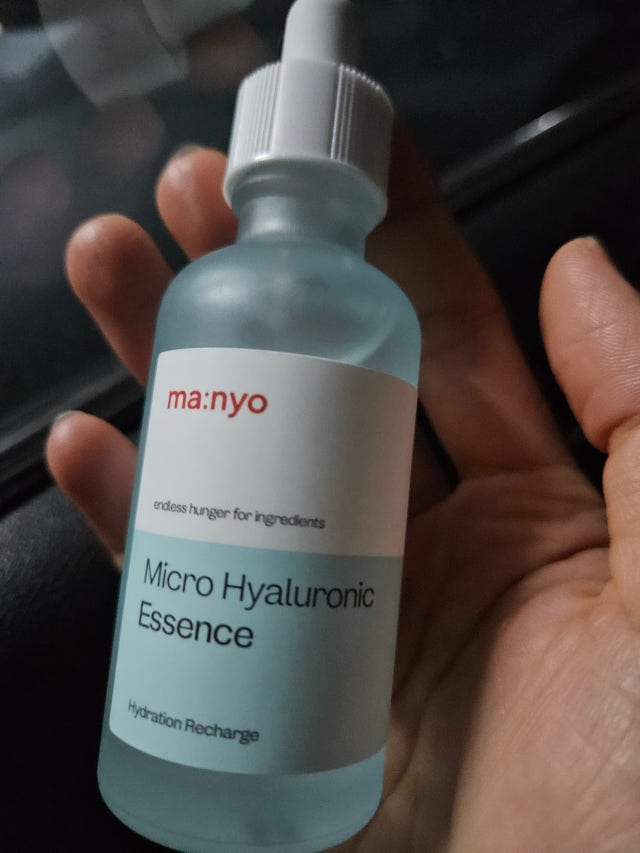 ma:nyo
endless hunger for ingredients
Micro Hyaluronic
Essence
Hydration Recharge